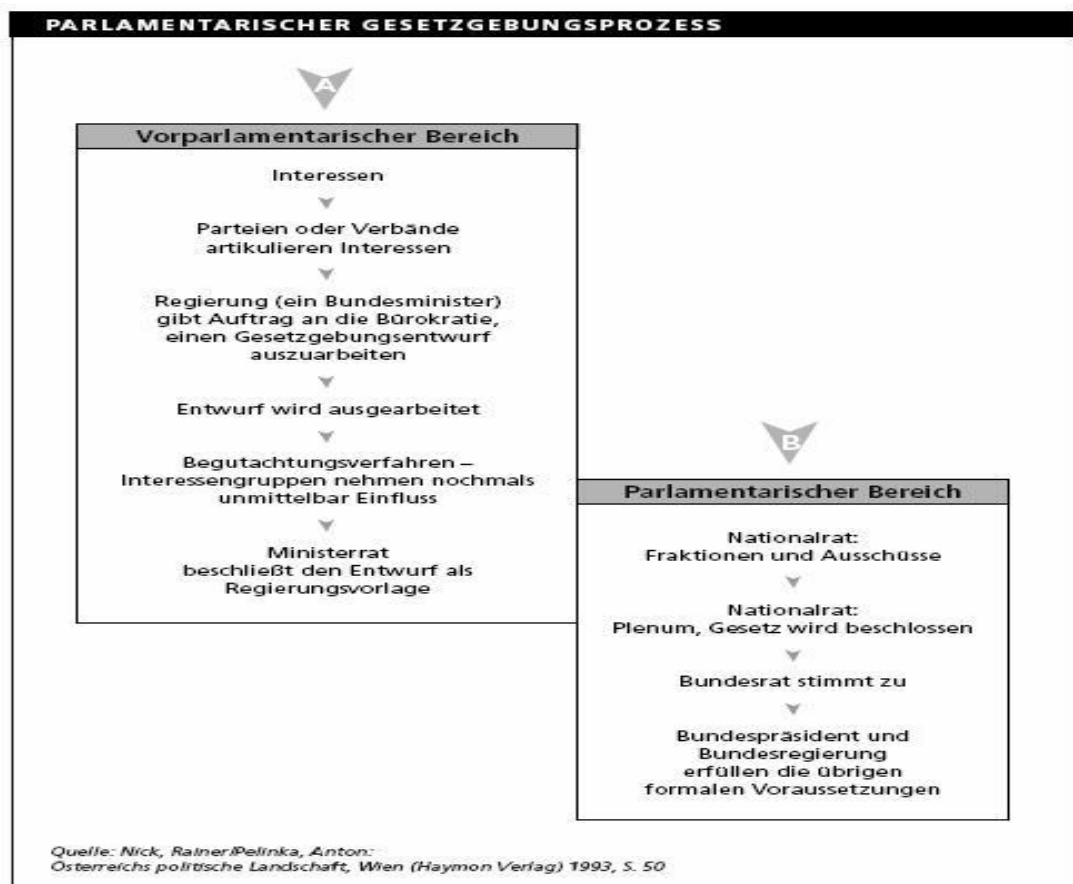 PARLAMENTARISCHER GESETZGEBUNGSPROZESS
A
Vorparlamentarischer Bereich
Interessen
Parteien oder Verbände
artikulieren Interessen
Regierung (ein Bundesminister)
gibt Auftrag an die Bürokratie,
einen Gesetzgebungsentwurf
auszuarbeiten
Entwurf wird ausgearbeitet
Begutachtungsverfahren –
Interessengruppen nehmen nochmals
unmittelbar Einfluss
Ministerrat
beschließt den Entwurf als
Regierungsvorlage
B
Parlamentarischer Bereich
Nationalrat:
Fraktionen und Ausschüsse
Nationalrat:
Plenum, Gesetz wird beschlossen
Bundesrat stimmt zu
Bundespräsident und
Bundesregierung
erfüllen die übrigen
formalen Voraussetzungen
Quelle: Nick, Rainer/Pelinka, Anton:
Österreichs politische Landschaft, Wien (Haymon Verlag) 1993, S. 50